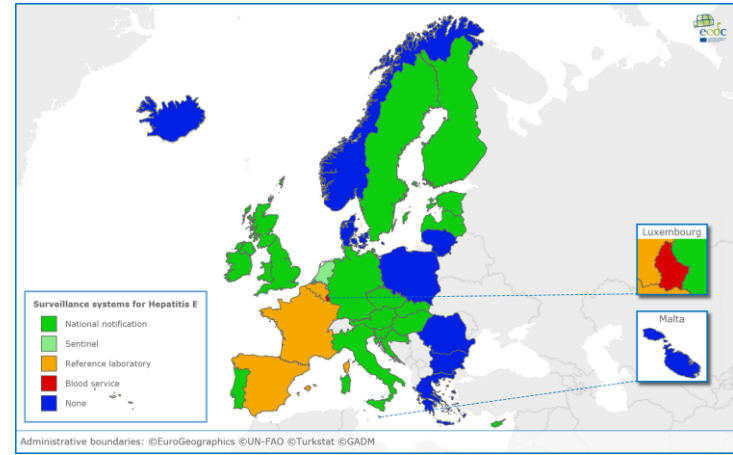 ecdc
Luxembourg
Malta
Surveillance systems for Hepatitis E
National notification
Sentinel
Reference laboratory
Blood service
None
Administrative boundaries: ©EuroGeographics ©UN-FAO ©Turkstat ©GADM